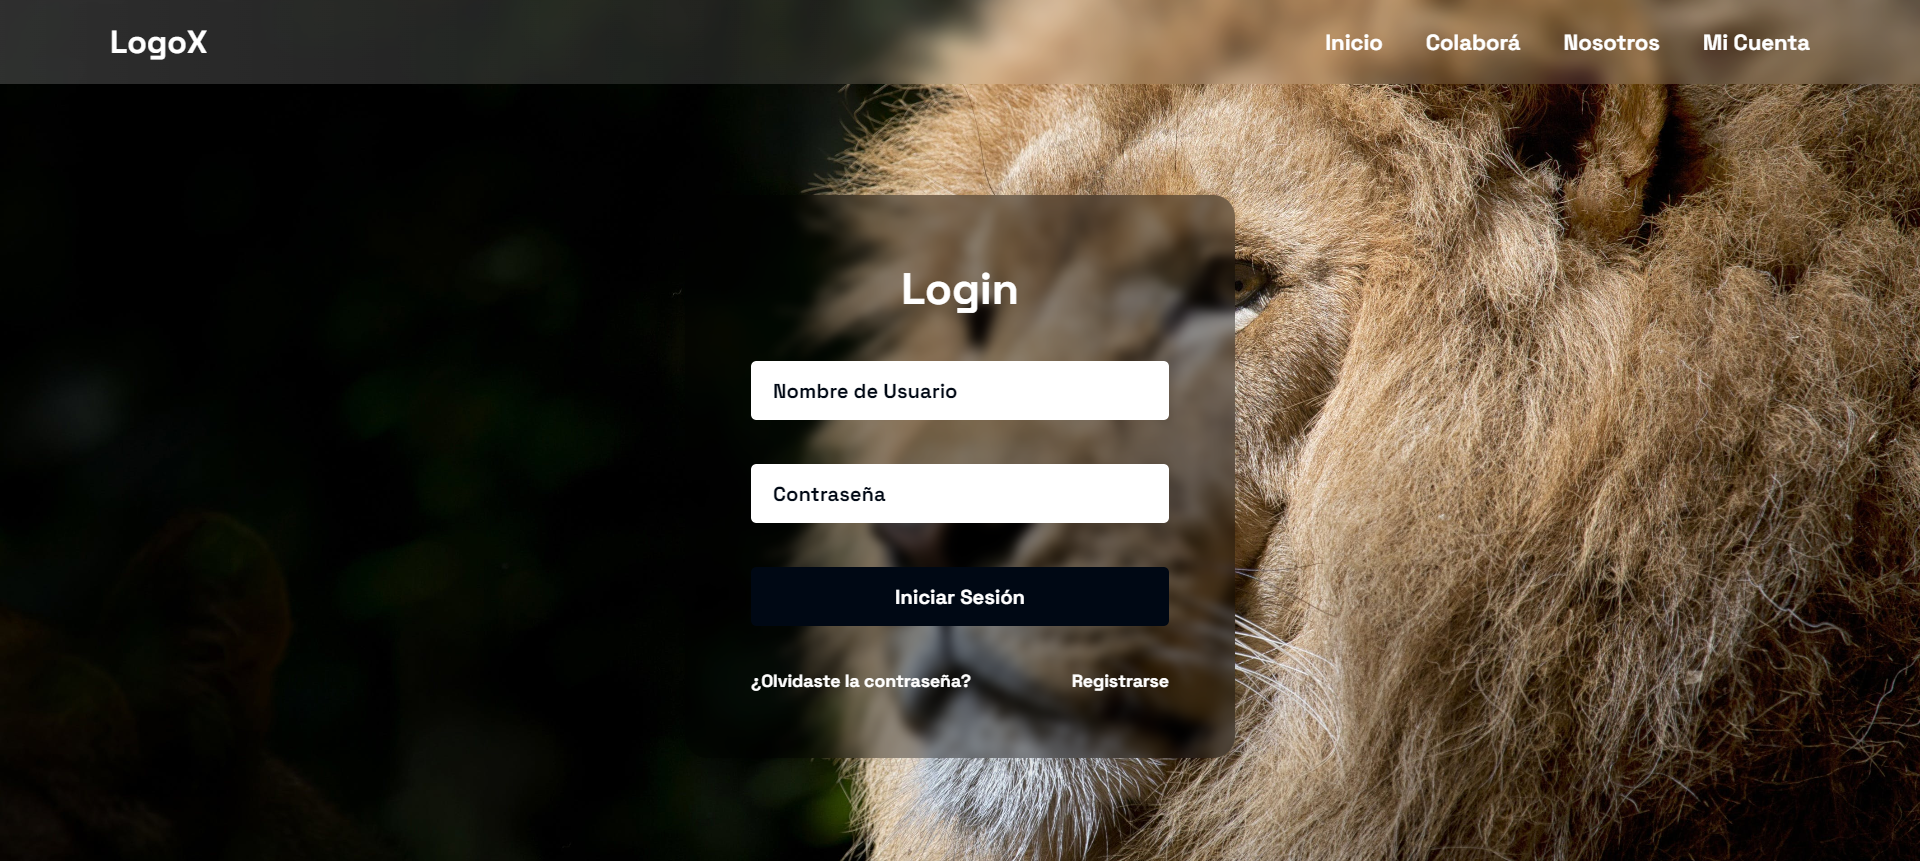 LogoX
Inicio Colaborá Nosotros Mi Cuenta
Login
Nombre de Usuario
Contraseña
Iniciar Sesión
¿Olvidaste la contraseña? Registrarse